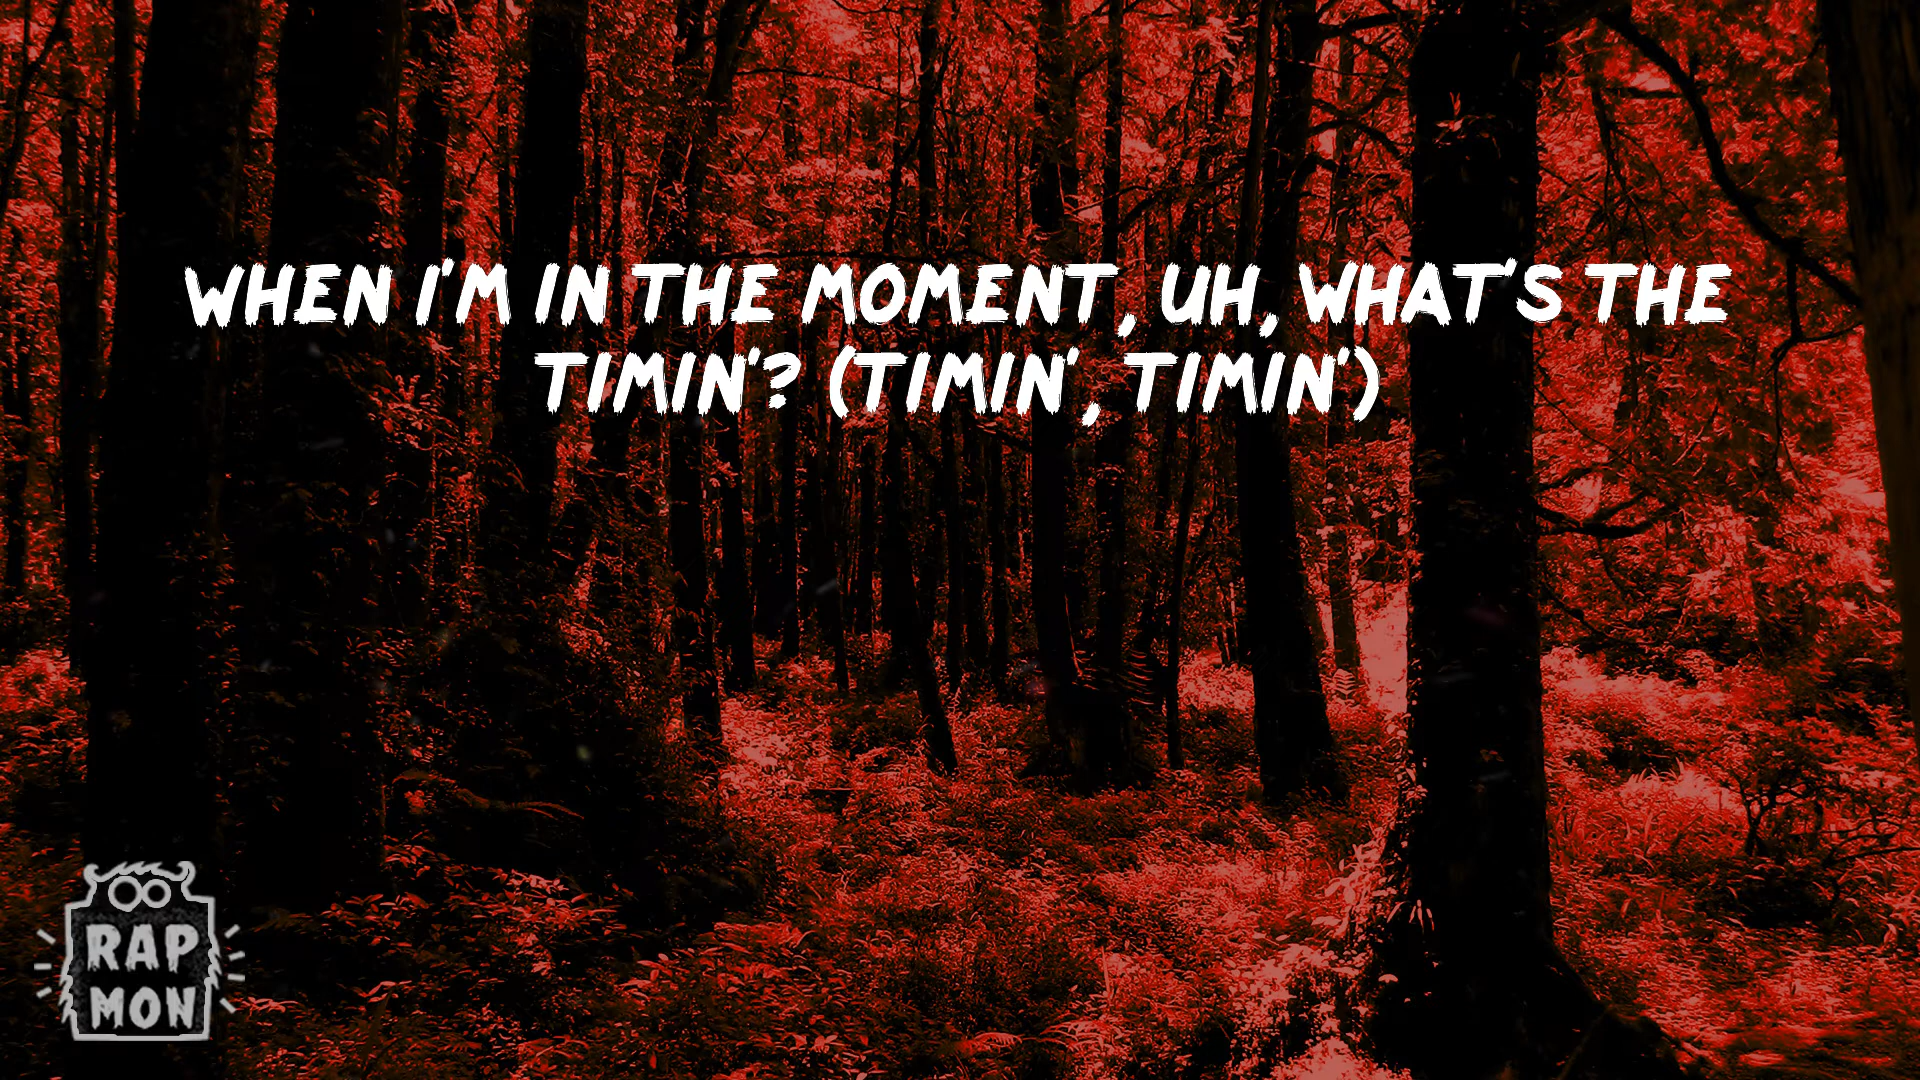 WHEN I'M IN THE MOMENT, UH, WHAT'S THE
TIMIN'? (TIMIN', TIMIN')
RAP
MON